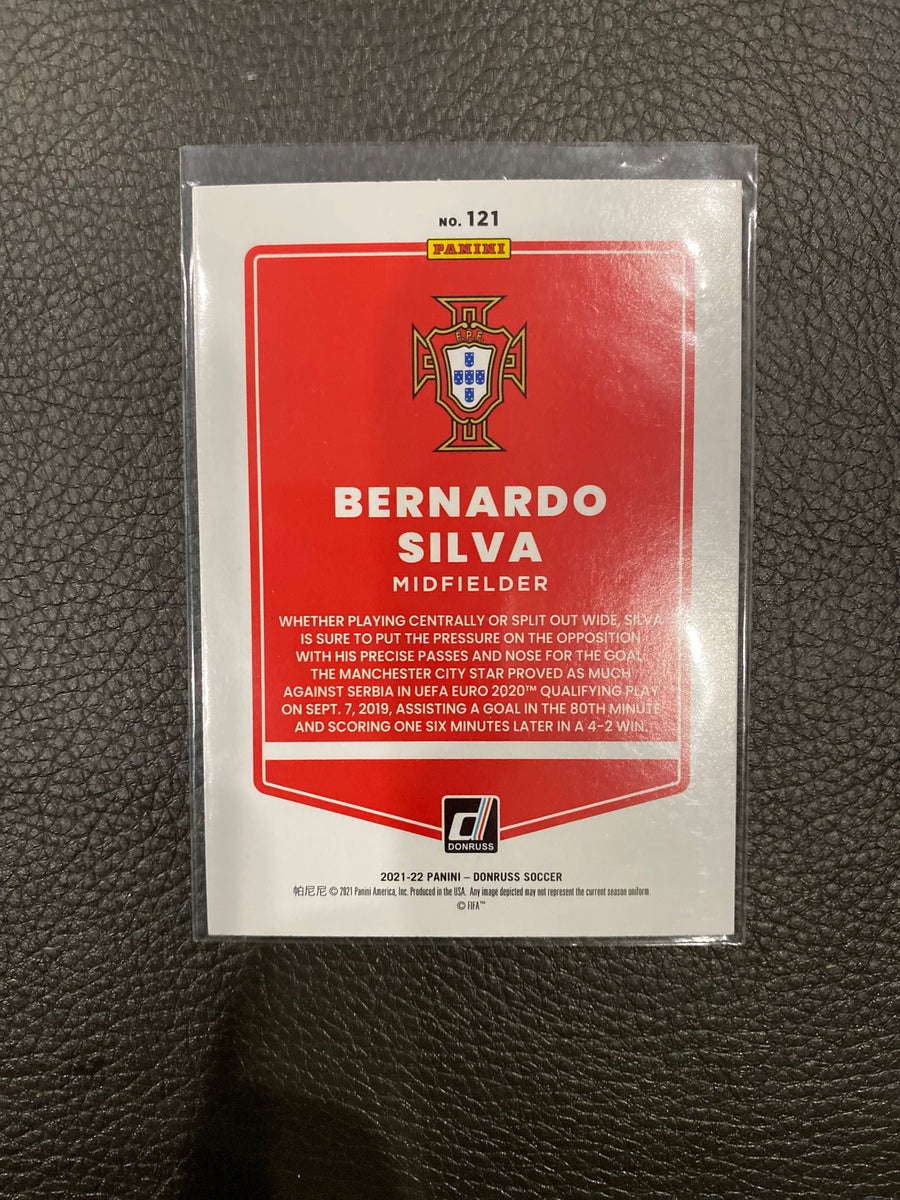 NO. 121
PANINI
F.P.F.
BERNARDO
SILVA
MIDFIELDER
WHETHER PLAYING CENTRALLY OR SPLIT OUT WIDE, SILVA
IS SURE TO PUT THE PRESSURE ON THE OPPOSITION
WITH HIS PRECISE PASSES AND NOSE FOR THE GOAL.
THE MANCHESTER CITY STAR PROVED AS MUCH
AGAINST SERBIA IN UEFA EURO 2020™ QUALIFYING PLAY
ON SEPT. 7, 2019, ASSISTING A GOAL IN THE 80TH MINUTE
AND SCORING ONE SIX MINUTES LATER IN A 4-2 WIN.
d
DONRUSS
2021-22 PANINI – DONRUSS SOCCER
帕尼尼 © 2021 Panini America, Inc. Produced in the USA. Any image depicted may not represent the current season uniform.
© FIFA™